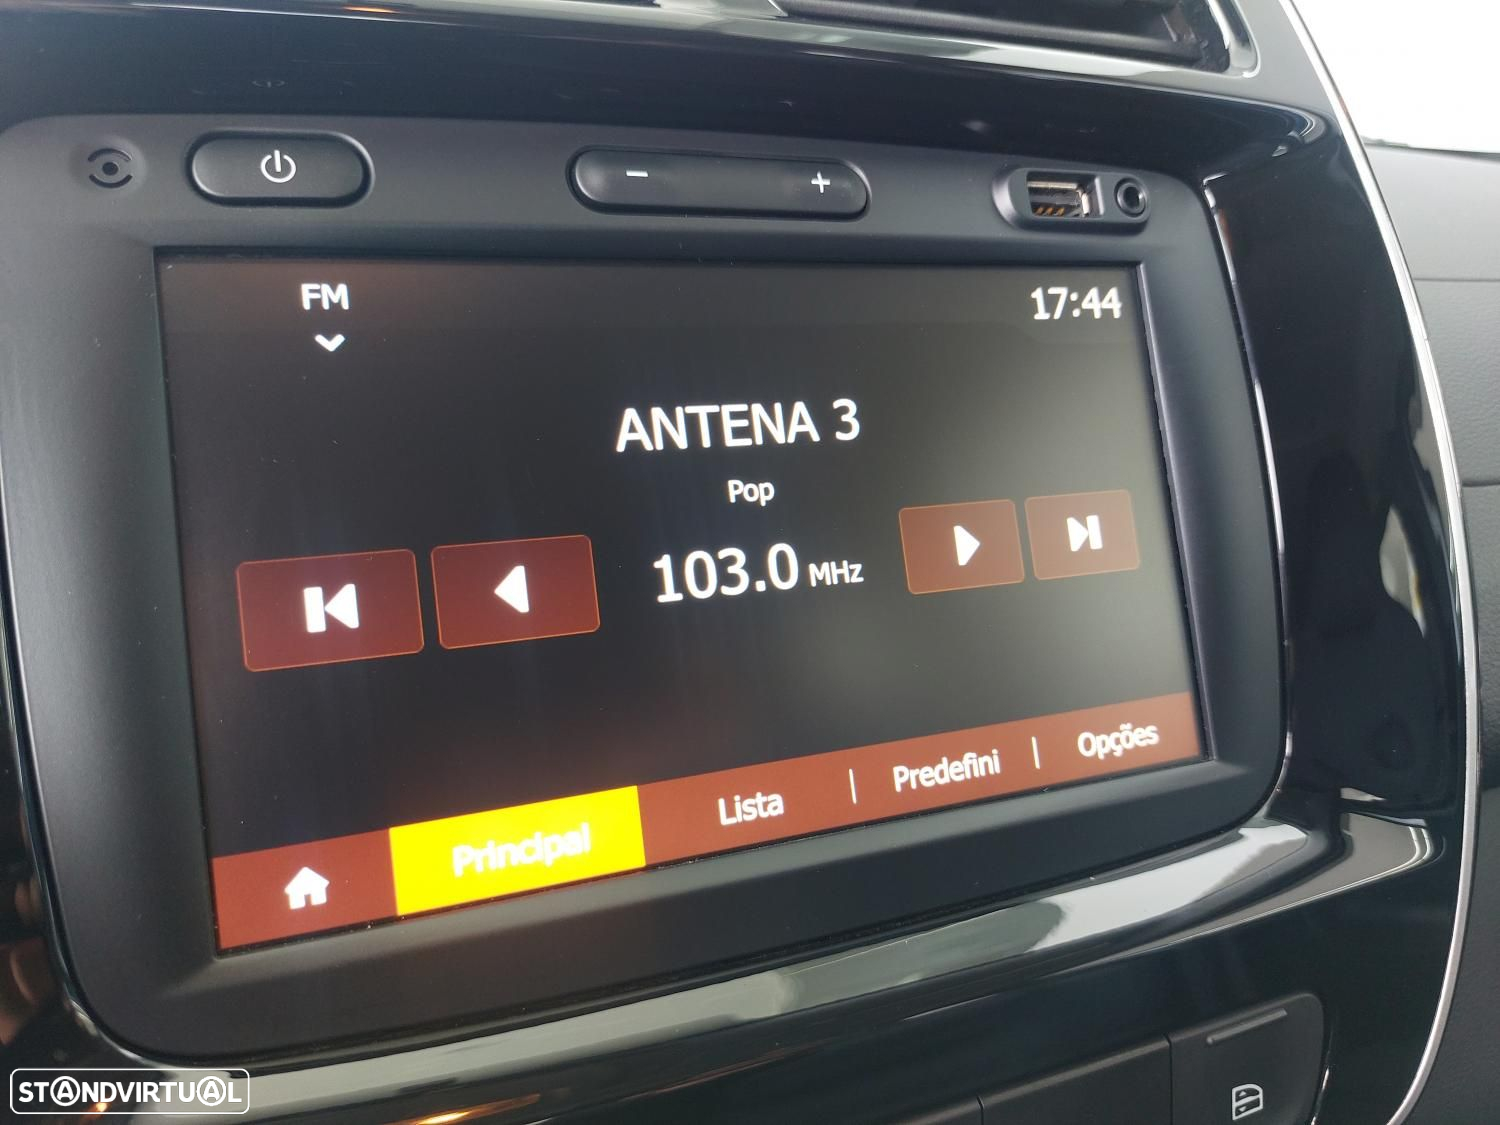 FM
17:44
ANTENA 3
Pop
103.0 MHz
Principal
Lista
Predefini
Opções
STANDVIRTUAL